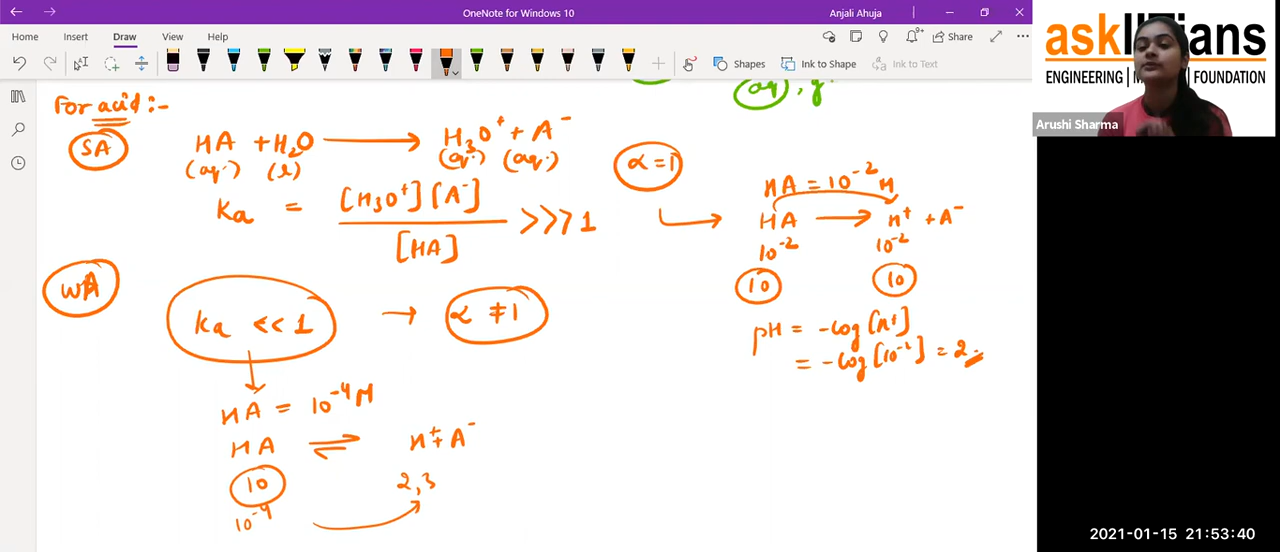 OneNote for Windows 10
Anjali Ahuja
Home Insert Draw View Help
Share
Shapes Ink to Shape Ink to Text
askIITians
ENGINEERING | M | FOUNDATION
Arushi Sharma
(aq),
For acid :-
SA
HA + H2O ⟶ H3O+ + A-
(aq.) (l) (aq.) (aq.)
Ka = [H3O+] [A-] / [HA] >>> 1
α = 1
HA = 10-2 M
HA ⟶ H+ + A-
10-2 10-2
10 10
pH = -log [H+]
= -log [10-2] = 2
WA
Ka << 1 → α ≠ 1
HA = 10-4 M
HA ⇌ H+ + A-
10 2,3
10-4
2021-01-15 21:53:40